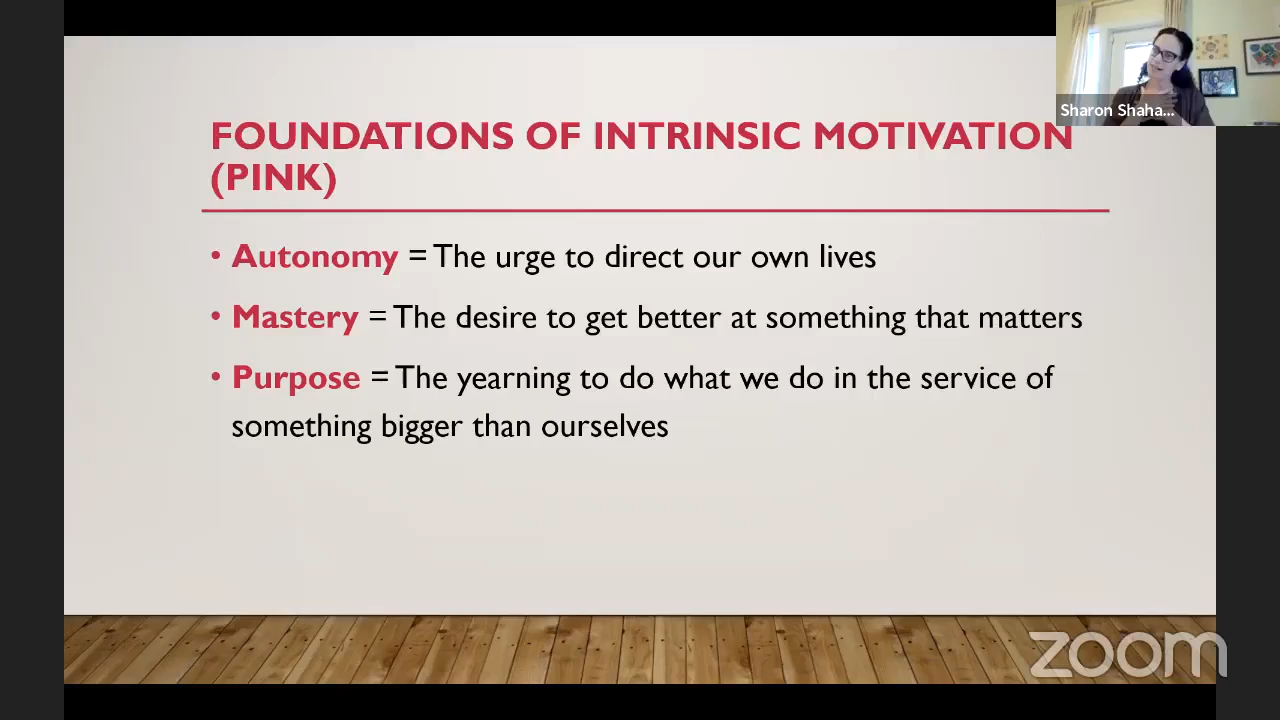 FOUNDATIONS OF INTRINSIC MOTIVATION
(PINK)
• Autonomy = The urge to direct our own lives
• Mastery = The desire to get better at something that matters
• Purpose = The yearning to do what we do in the service of
something bigger than ourselves
Sharon Shaha...
zoom